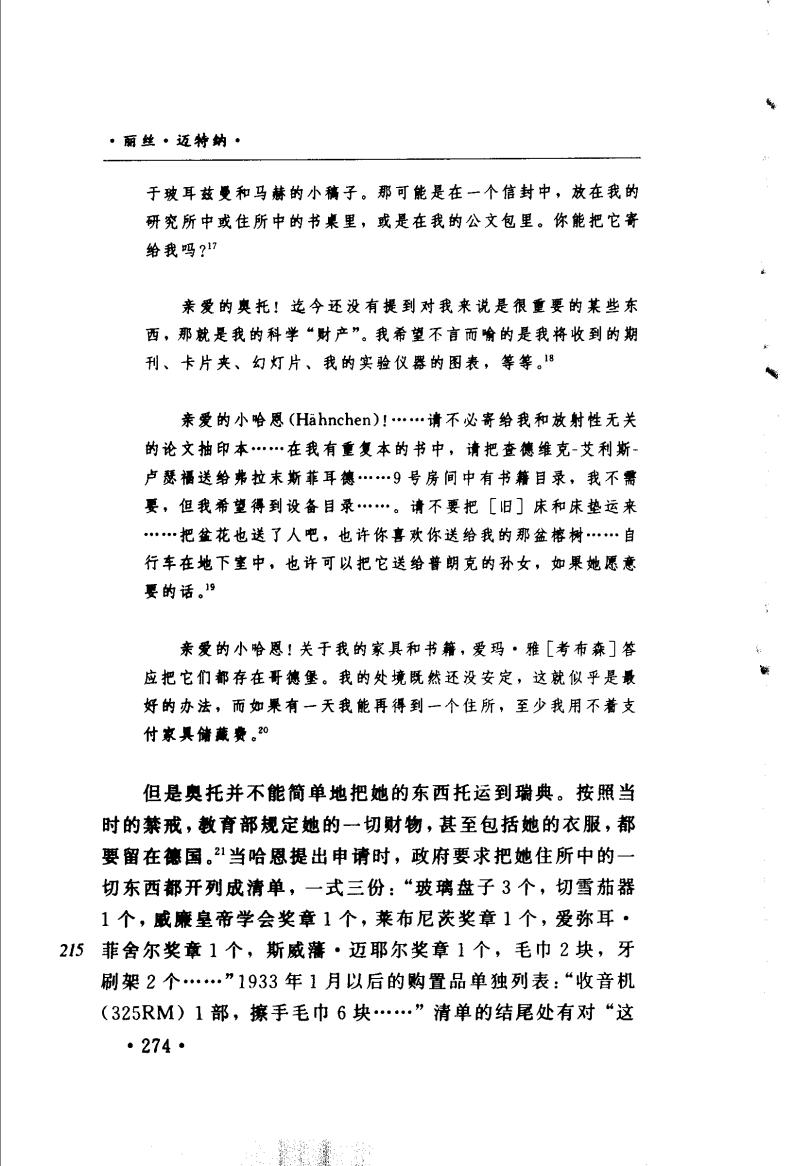 ·丽丝·迈特纳·
于玻耳兹曼和马赫的小稿子。那可能是在一个信封中，放在我的
研究所中或住所中的书桌里，或是在我的公文包里。你能把它寄
给我吗？¹⁷
亲爱的奥托！迄今还没有提到对我来说是很重要的某些东
西，那就是我的科学“财产”。我希望不言而喻的是我将收到的期
刊、卡片夹、幻灯片、我的实验仪器的图表，等等。¹⁸
亲爱的小哈恩(Hähnchen)！……请不必寄给我和放射性无关
的论文抽印本……在我有重复本的书中，请把查德维克-艾利斯-
卢瑟福送给弗拉末斯菲耳德……9号房间中有书籍目录，我不需
要，但我希望得到设备目录……。请不要把［旧］床和床垫运来
……把盆花也送了人吧，也许你喜欢你送给我的那盆榕树……自
行车在地下室中，也许可以把它送给普朗克的孙女，如果她愿意
要的话。¹⁹
亲爱的小哈恩！关于我的家具和书籍，爱玛·雅［考布森］答
应把它们都存在哥德堡。我的处境既然还没安定，这就似乎是最
好的办法，而如果有一天我能再得到一个住所，至少我用不着支
付家具储藏费。²⁰
但是奥托并不能简单地把她的东西托运到瑞典。按照当
时的禁戒，教育部规定她的一切财物，甚至包括她的衣服，都
要留在德国。²¹当哈恩提出申请时，政府要求把她住所中的一
切东西都开列成清单，一式三份：“玻璃盘子3个，切雪茄器
1个，威廉皇帝学会奖章1个，莱布尼茨奖章1个，爱弥耳·
215 菲舍尔奖章1个，斯威藩·迈耶尔奖章1个，毛巾2块，牙
刷架2个……”1933年1月以后的购置品单独列表：“收音机
（325RM）1部，擦手毛巾6块……”清单的结尾处有对“这
·274·